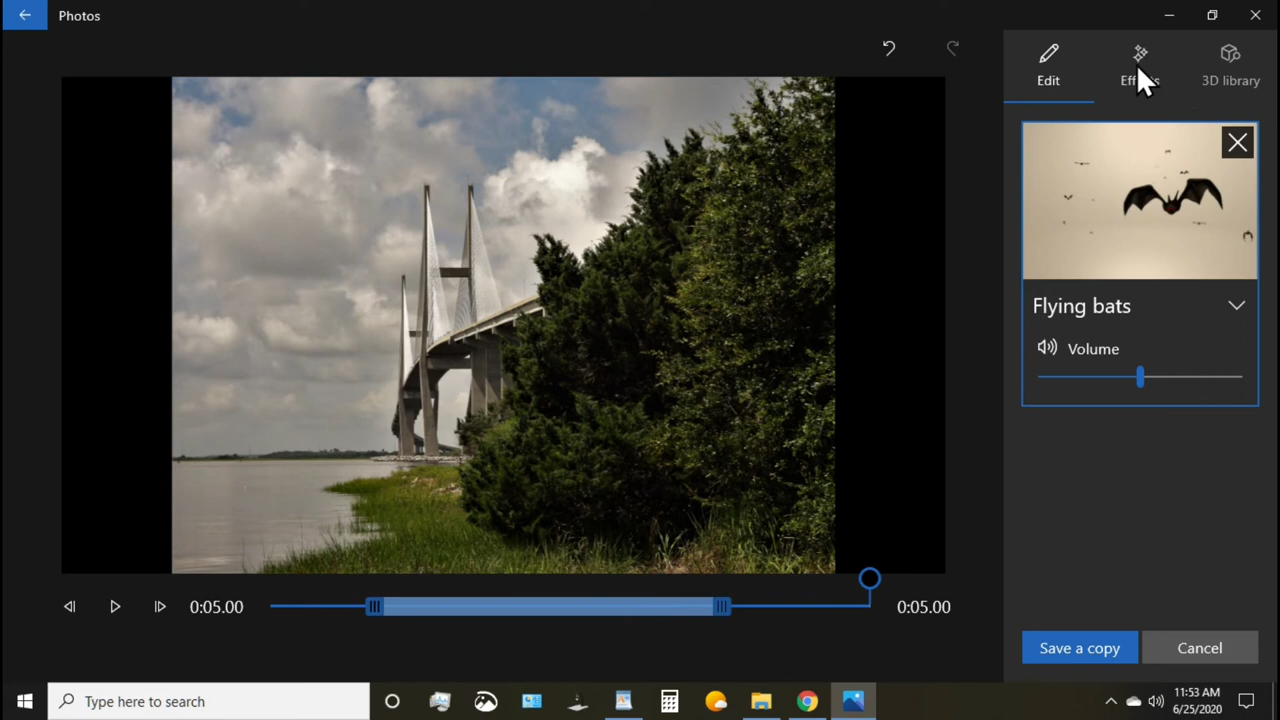 Photos
Edit
3D library
Flying bats
Volume
0:05.00
0:05.00
Save a copy
Cancel
Type here to search
11:53 AM
6/25/2020